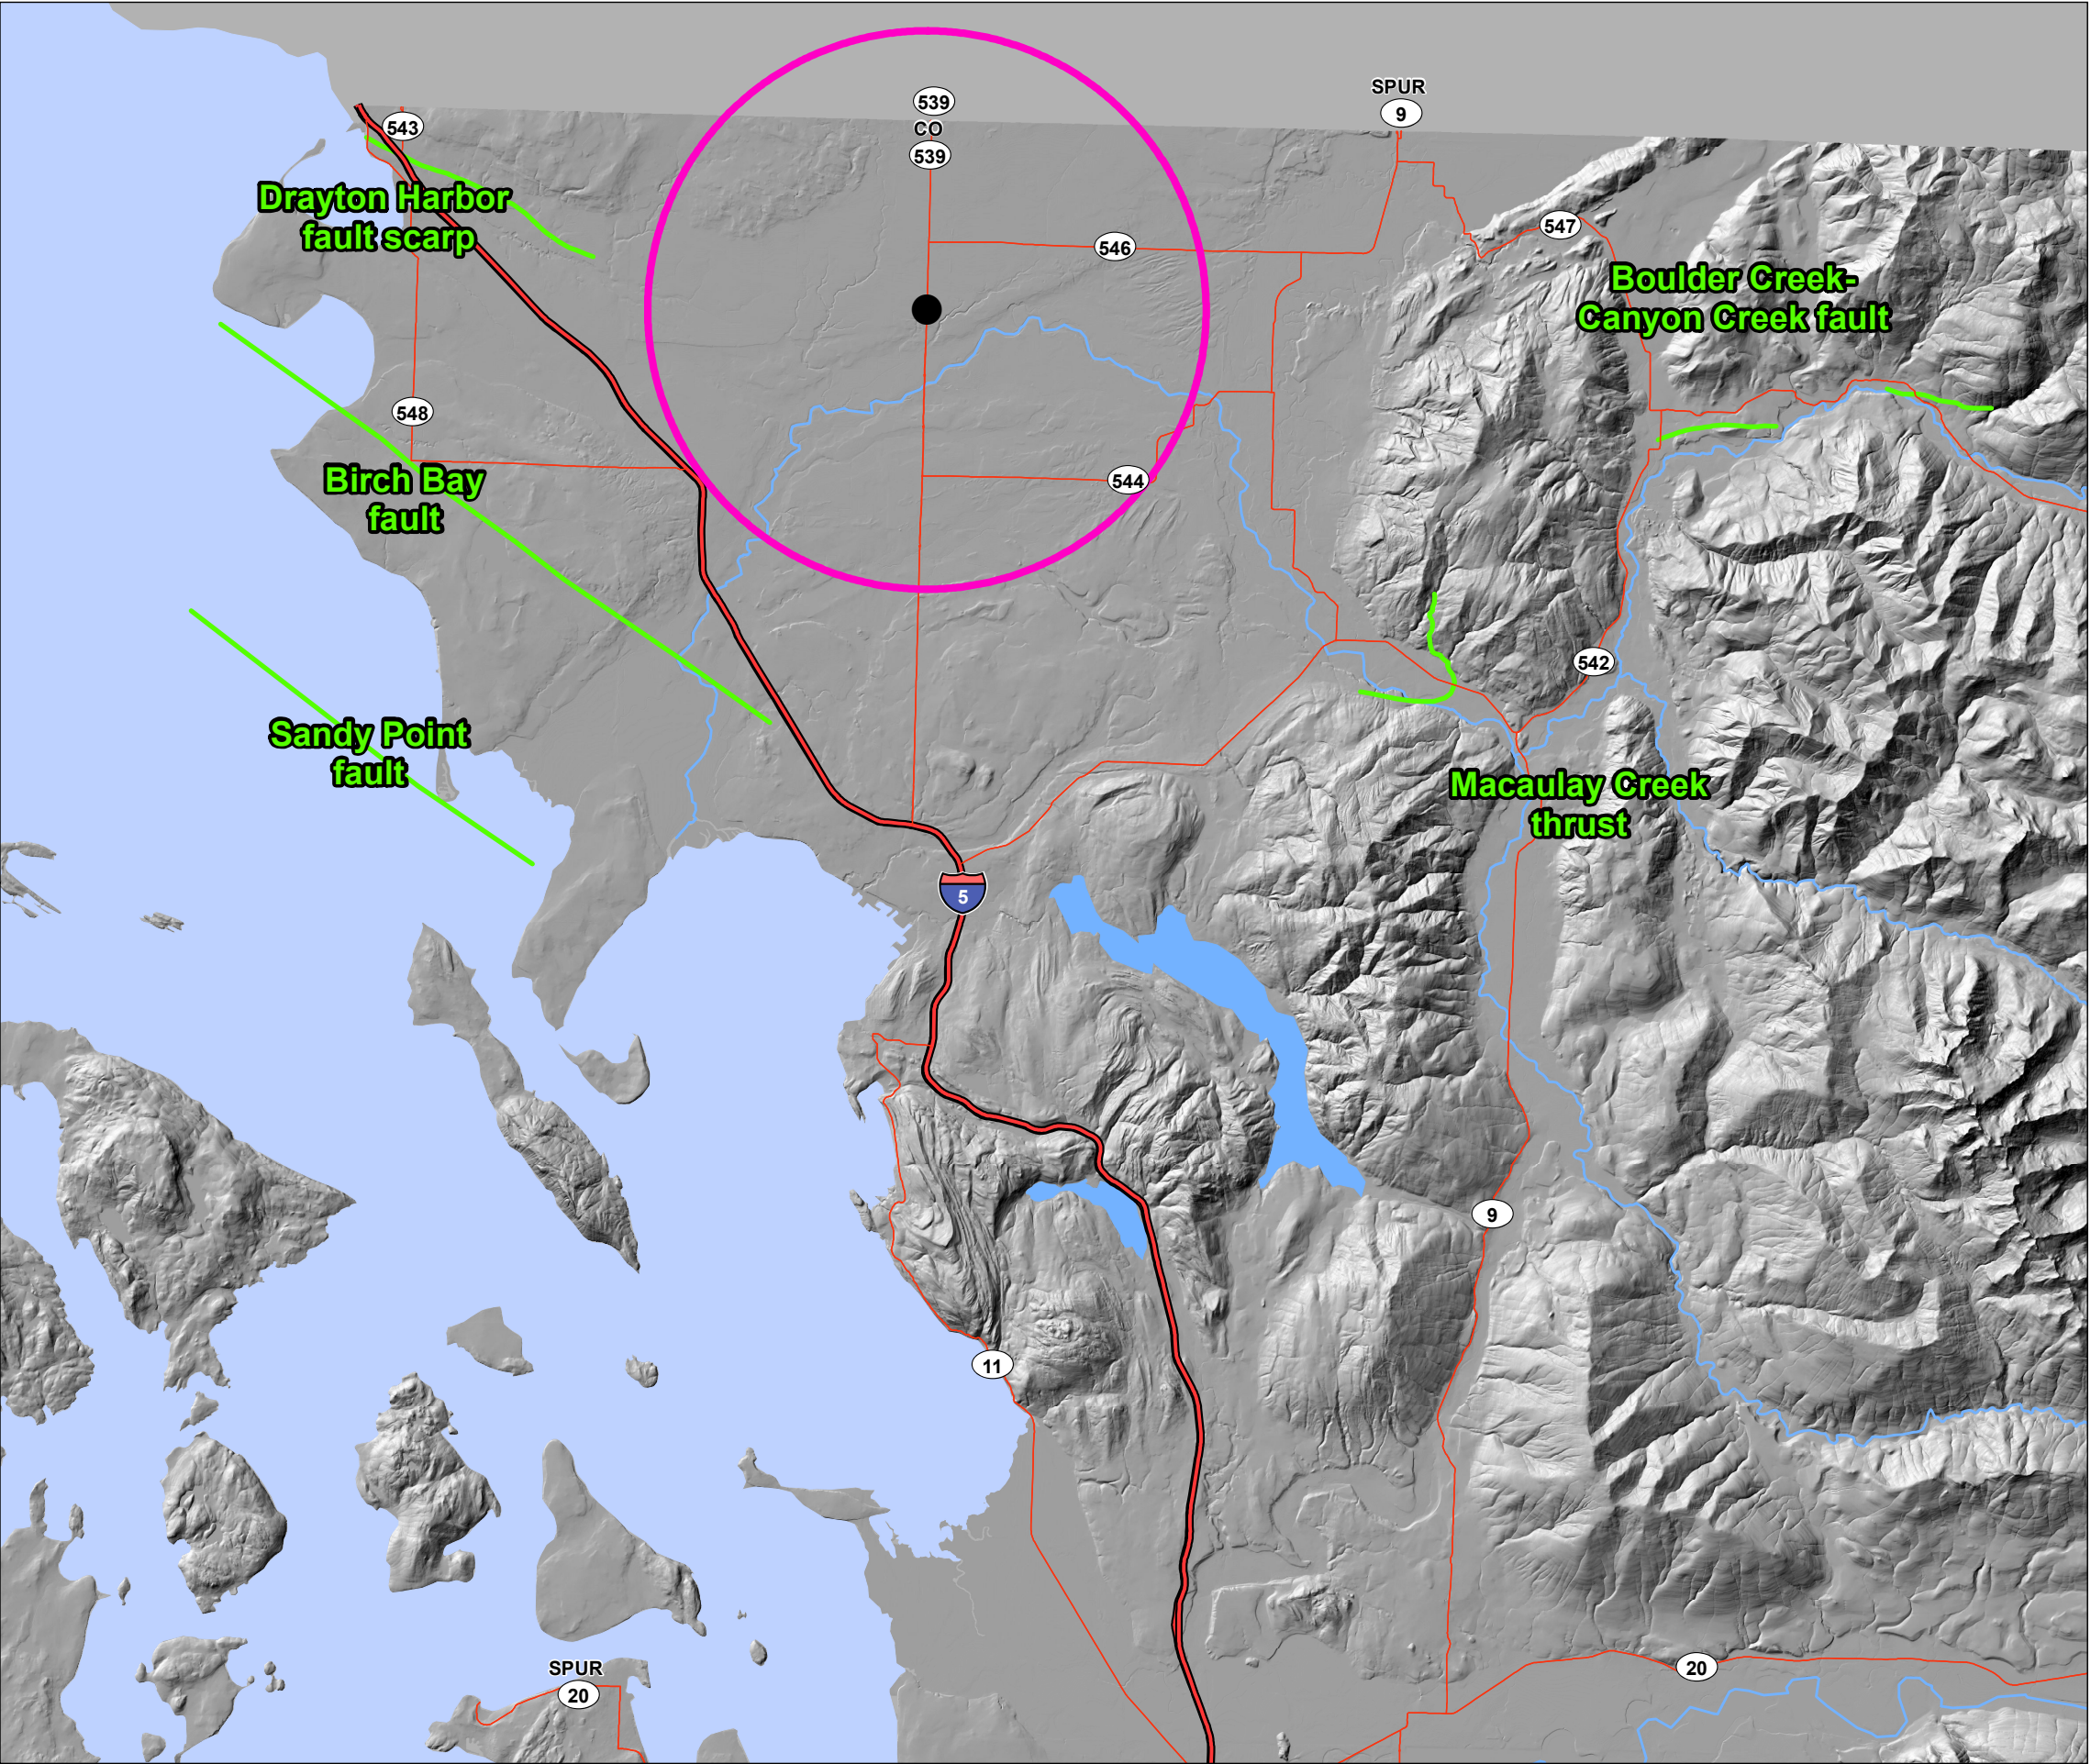 SPUR
9
539
CO
539
543
Drayton Harbor
fault scarp
547
546
Boulder Creek-
Canyon Creek fault
548
Birch Bay
fault
544
542
Sandy Point
fault
Macaulay Creek
thrust
5
9
11
SPUR
20
20